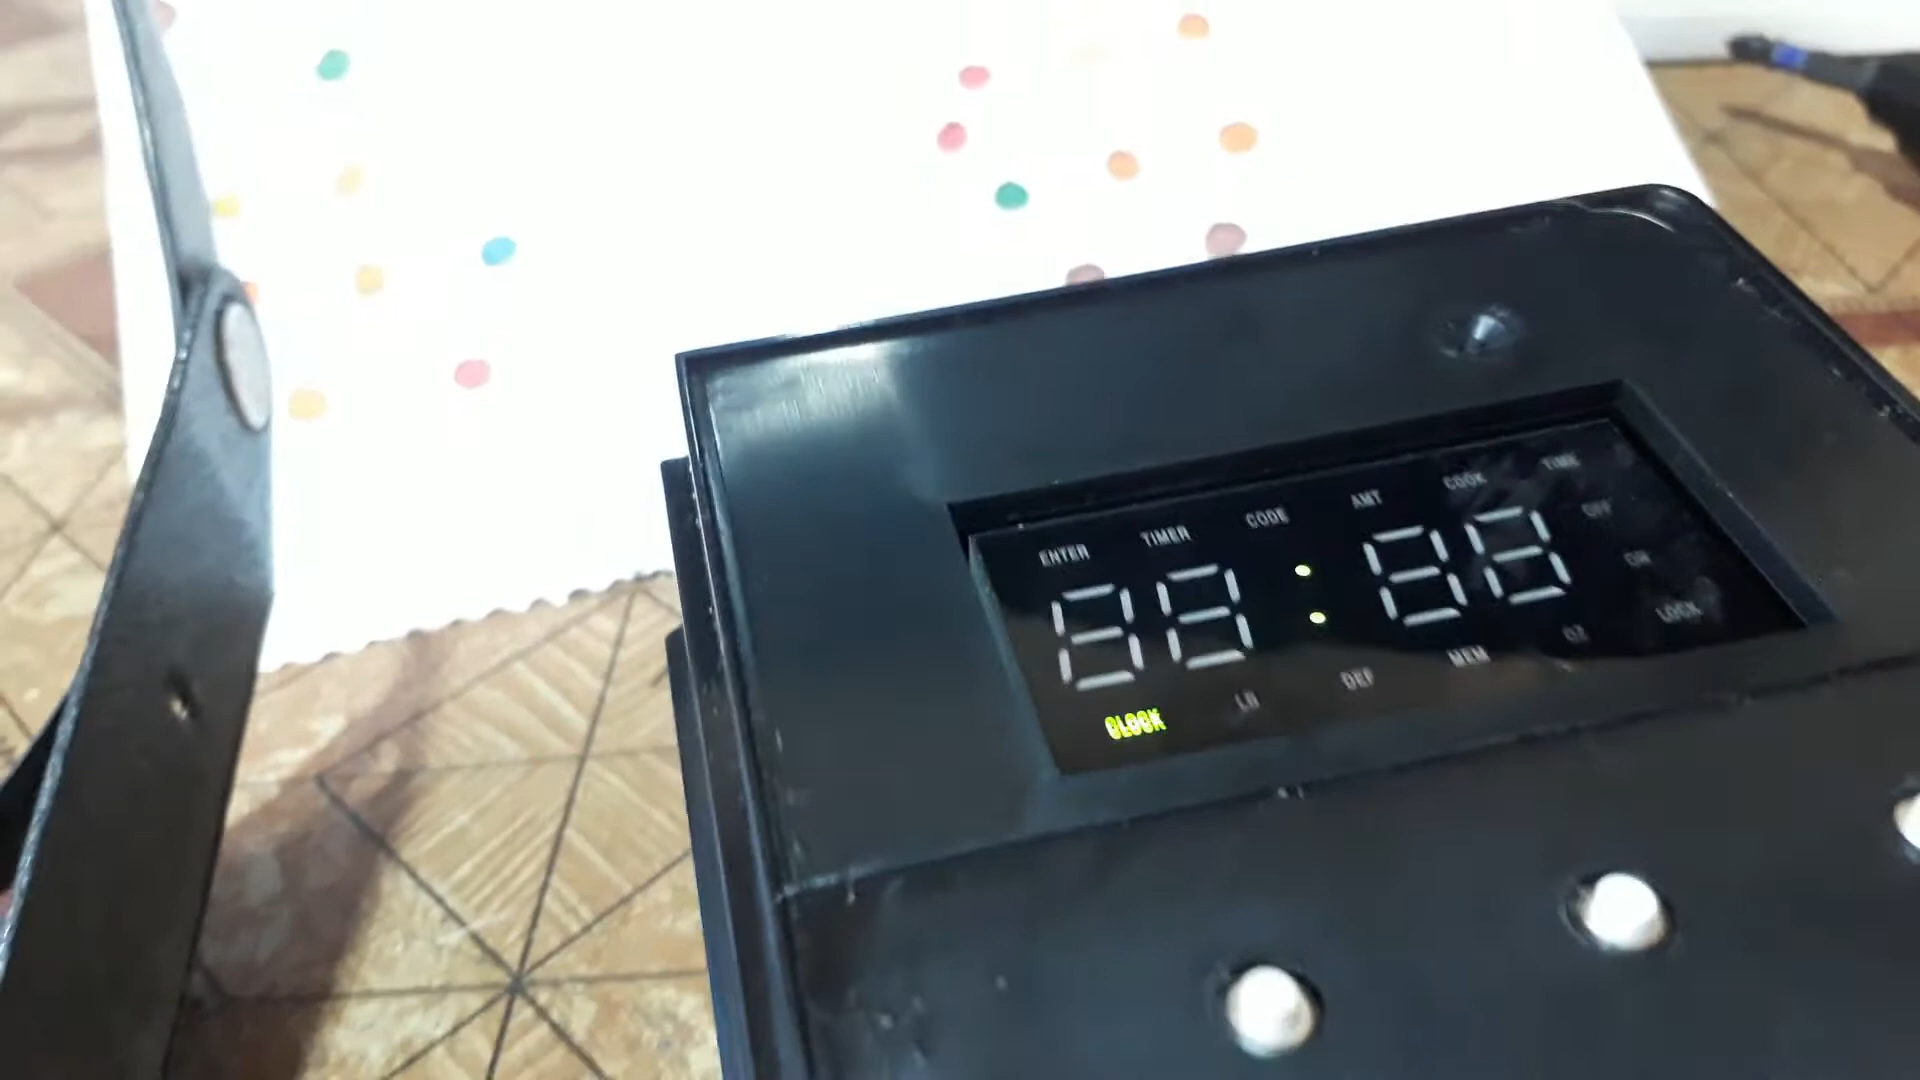 ENTER TIMER CODE AMT COOK TIME
OFF
88:88 ON
CLOCK LB DEF MEM OZ LOCK